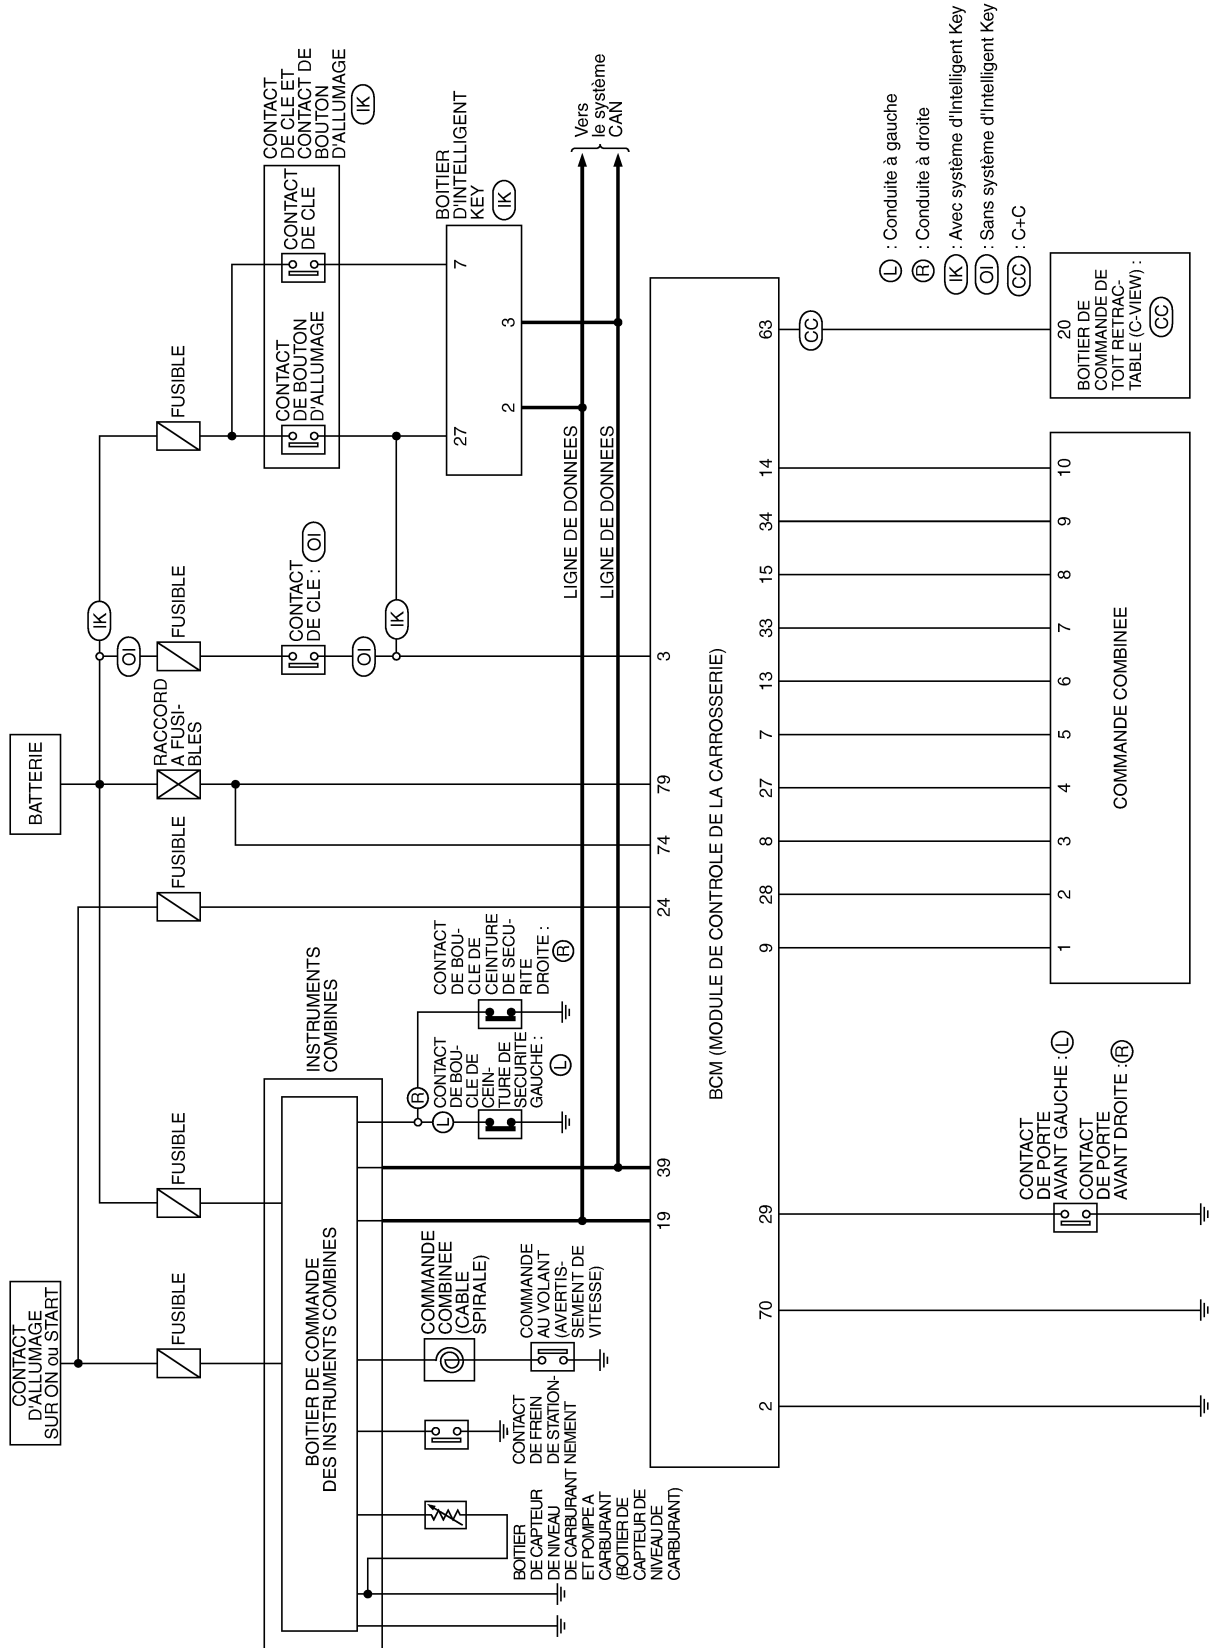 BATTERIE
CONTACT
D'ALLUMAGE
SUR ON ou START
FUSIBLE
FUSIBLE
FUSIBLE
RACCORD
A FUSI-
BLES
FUSIBLE
FUSIBLE
OI
IK
CONTACT
DE CLE ET
CONTACT DE
BOUTON
D'ALLUMAGE
IK
CONTACT
DE CLE
CONTACT
DE BOUTON
D'ALLUMAGE
CONTACT
DE CLE :
OI
OI
IK
BOITIER
D'INTELLIGENT
KEY
IK
7
27
3
2
Vers
le système
CAN
LIGNE DE DONNEES
LIGNE DE DONNEES
INSTRUMENTS
COMBINES
BOITIER DE COMMANDE
DES INSTRUMENTS COMBINES
CONTACT
DE BOU-
CLE DE
CEINTURE
DE SECU-
RITE
DROITE :
R
R
L
CONTACT
DE BOU-
CLE DE
CEIN-
TURE DE
SECURITE
GAUCHE :
L
COMMANDE
COMBINEE
(CABLE
SPIRALE)
COMMANDE
AU VOLANT
(AVERTIS-
SEMENT DE
VITESSE)
CONTACT
DE FREIN
DE STATION-
NEMENT
BOITIER
DE CAPTEUR
DE NIVEAU
DE CARBURANT
ET POMPE A
CARBURANT
(BOITIER DE
CAPTEUR DE
NIVEAU DE
CARBURANT)
19
39
24
74
79
3
BCM (MODULE DE CONTROLE DE LA CARROSSERIE)
2
70
29
9
28
8
27
7
13
33
15
34
14
63
CC
L : Conduite à gauche
R : Conduite à droite
IK : Avec système d'Intelligent Key
OI : Sans système d'Intelligent Key
CC : C+C
CONTACT
DE PORTE
AVANT GAUCHE : L
CONTACT
DE PORTE
AVANT DROITE : R
1
2
3
4
5
6
7
8
9
10
COMMANDE COMBINEE
20
BOITIER DE
COMMANDE DE
TOIT RETRAC-
TABLE (C-VIEW) :
CC